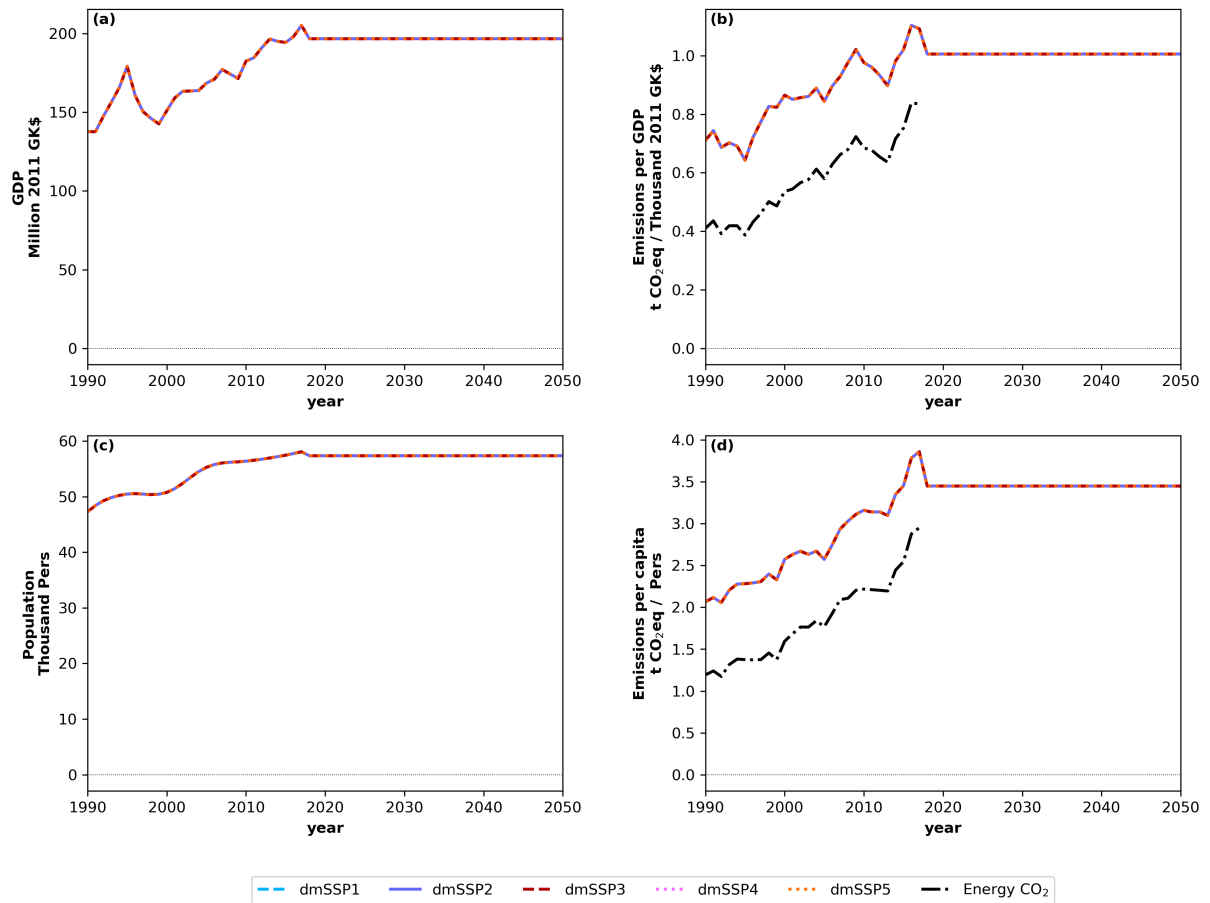 (a)
200
150
100
50
0
GDP
Million 2011 GK$
1990 2000 2010 2020 2030 2040 2050
year
(b)
1.0
0.8
0.6
0.4
0.2
0.0
Emissions per GDP
t CO₂eq / Thousand 2011 GK$
1990 2000 2010 2020 2030 2040 2050
year
(c)
60
50
40
30
20
10
0
Population
Thousand Pers
1990 2000 2010 2020 2030 2040 2050
year
(d)
4.0
3.5
3.0
2.5
2.0
1.5
1.0
0.5
0.0
Emissions per capita
t CO₂eq / Pers
1990 2000 2010 2020 2030 2040 2050
year
dmSSP1 dmSSP2 dmSSP3 dmSSP4 dmSSP5 Energy CO₂